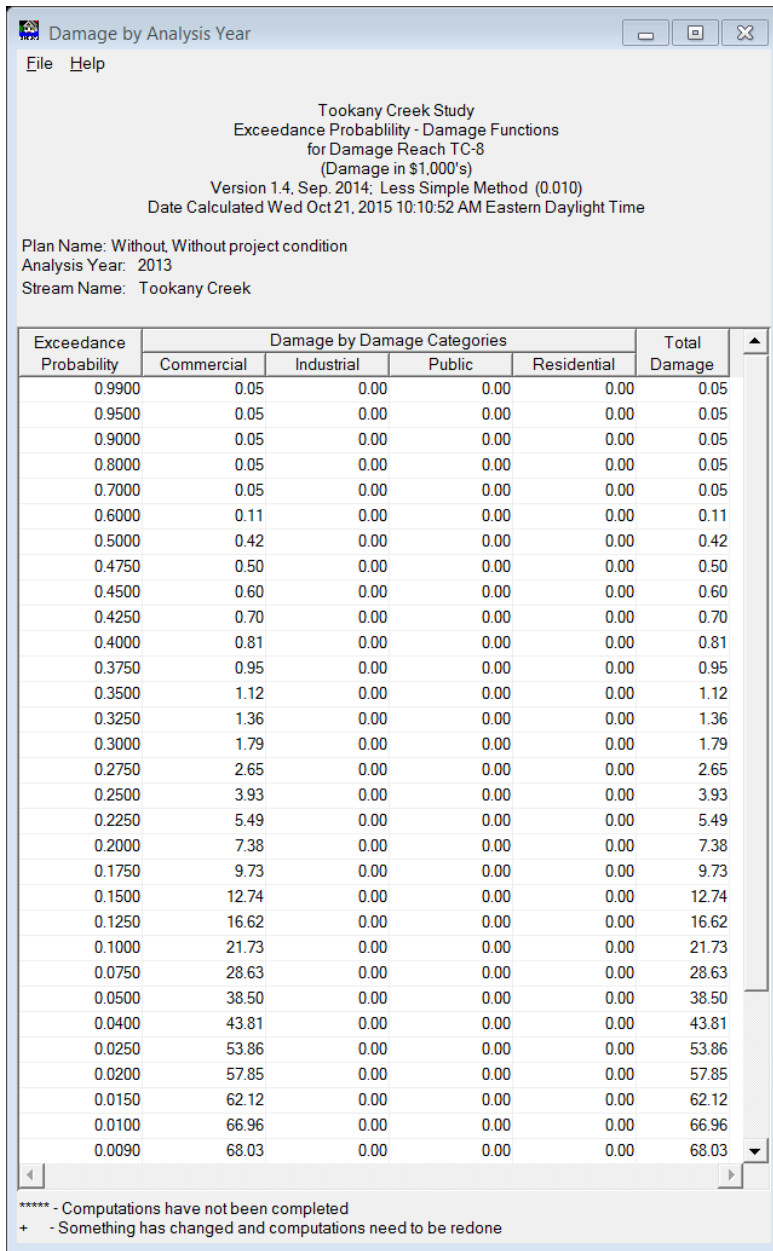 Damage by Analysis Year
File Help
Tookany Creek Study
Exceedance Probablility - Damage Functions
for Damage Reach TC-8
(Damage in $1,000's)
Version 1.4, Sep. 2014; Less Simple Method (0.010)
Date Calculated Wed Oct 21, 2015 10:10:52 AM Eastern Daylight Time
Plan Name: Without, Without project condition
Analysis Year: 2013
Stream Name: Tookany Creek
Exceedance Damage by Damage Categories Total
Probability Commercial Industrial Public Residential Damage
0.9900 0.05 0.00 0.00 0.00 0.05
0.9500 0.05 0.00 0.00 0.00 0.05
0.9000 0.05 0.00 0.00 0.00 0.05
0.8000 0.05 0.00 0.00 0.00 0.05
0.7000 0.05 0.00 0.00 0.00 0.05
0.6000 0.11 0.00 0.00 0.00 0.11
0.5000 0.42 0.00 0.00 0.00 0.42
0.4750 0.50 0.00 0.00 0.00 0.50
0.4500 0.60 0.00 0.00 0.00 0.60
0.4250 0.70 0.00 0.00 0.00 0.70
0.4000 0.81 0.00 0.00 0.00 0.81
0.3750 0.95 0.00 0.00 0.00 0.95
0.3500 1.12 0.00 0.00 0.00 1.12
0.3250 1.36 0.00 0.00 0.00 1.36
0.3000 1.79 0.00 0.00 0.00 1.79
0.2750 2.65 0.00 0.00 0.00 2.65
0.2500 3.93 0.00 0.00 0.00 3.93
0.2250 5.49 0.00 0.00 0.00 5.49
0.2000 7.38 0.00 0.00 0.00 7.38
0.1750 9.73 0.00 0.00 0.00 9.73
0.1500 12.74 0.00 0.00 0.00 12.74
0.1250 16.62 0.00 0.00 0.00 16.62
0.1000 21.73 0.00 0.00 0.00 21.73
0.0750 28.63 0.00 0.00 0.00 28.63
0.0500 38.50 0.00 0.00 0.00 38.50
0.0400 43.81 0.00 0.00 0.00 43.81
0.0250 53.86 0.00 0.00 0.00 53.86
0.0200 57.85 0.00 0.00 0.00 57.85
0.0150 62.12 0.00 0.00 0.00 62.12
0.0100 66.96 0.00 0.00 0.00 66.96
0.0090 68.03 0.00 0.00 0.00 68.03
***** - Computations have not been completed
+ - Something has changed and computations need to be redone